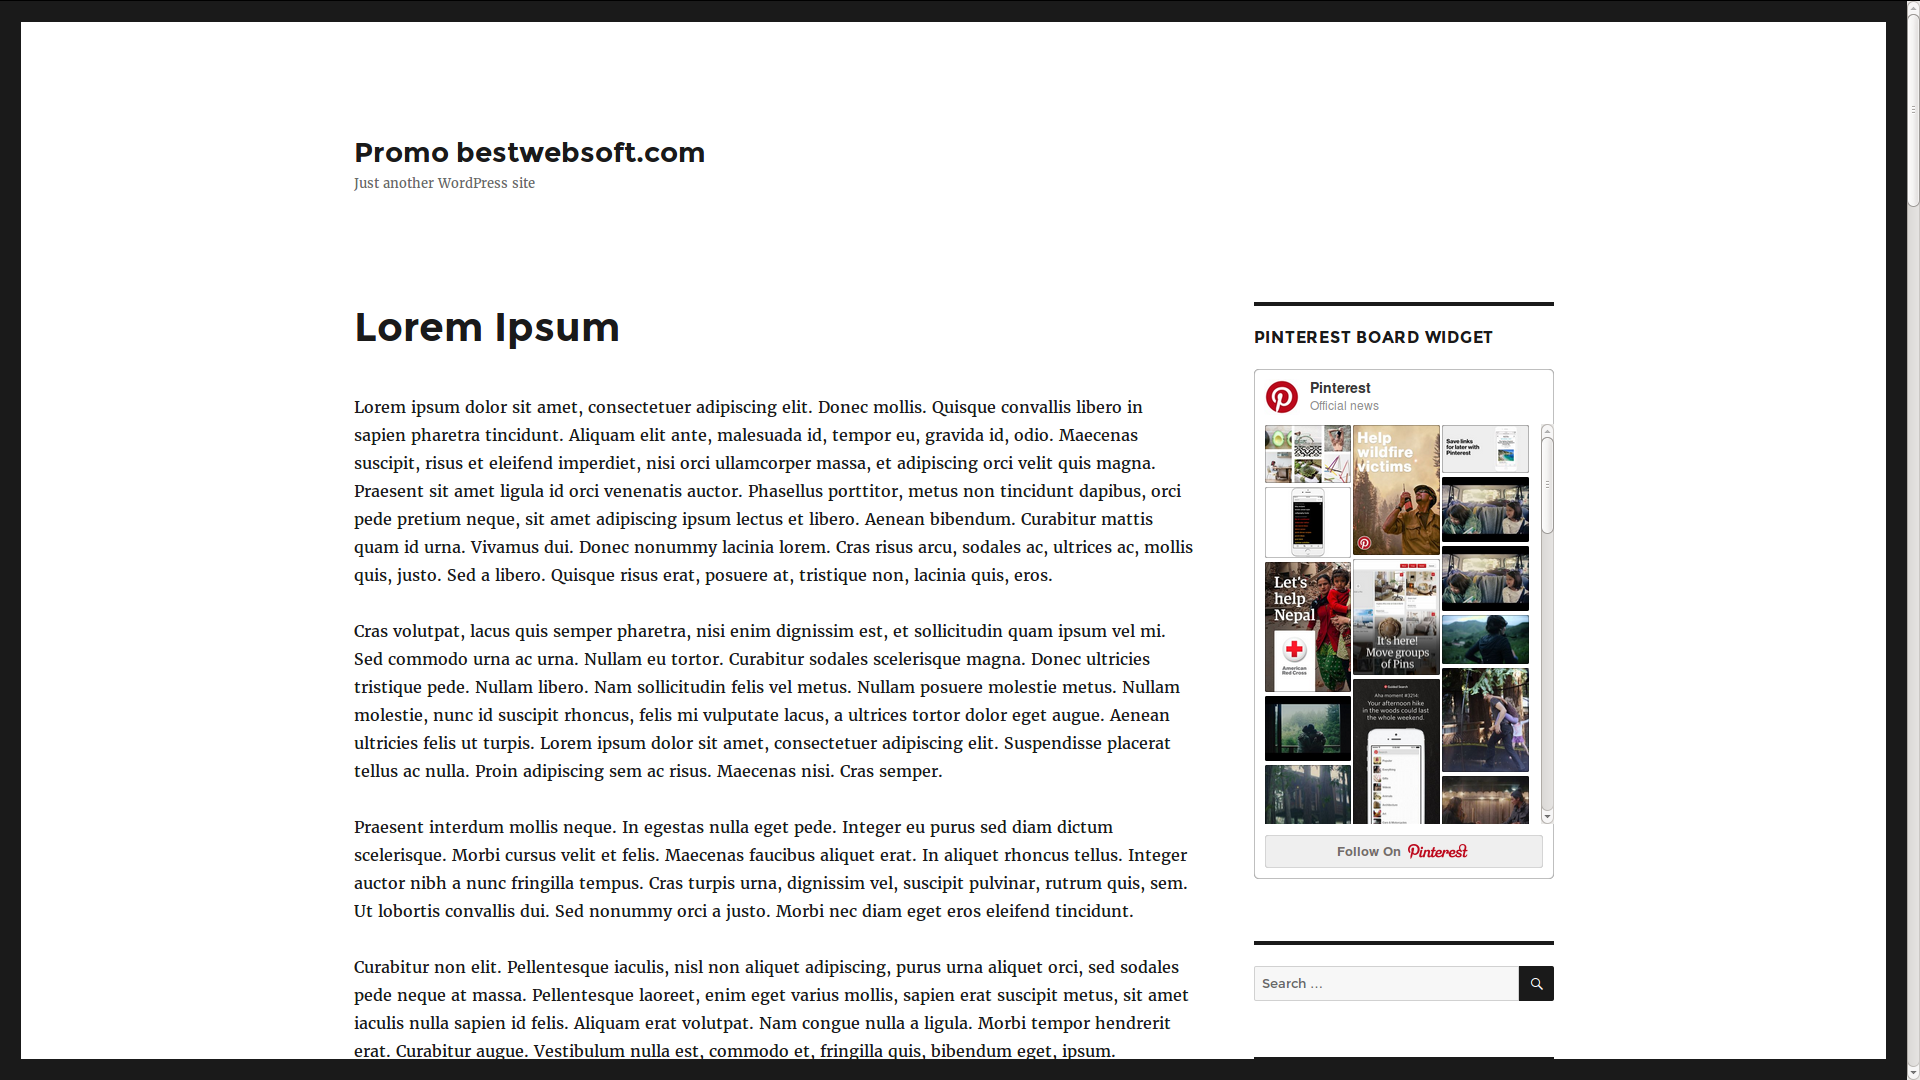 Promo bestwebsoft.com
Just another WordPress site
Lorem Ipsum
Lorem ipsum dolor sit amet, consectetuer adipiscing elit. Donec mollis. Quisque convallis libero in
sapien pharetra tincidunt. Aliquam elit ante, malesuada id, tempor eu, gravida id, odio. Maecenas
suscipit, risus et eleifend imperdiet, nisi orci ullamcorper massa, et adipiscing orci velit quis magna.
Praesent sit amet ligula id orci venenatis auctor. Phasellus porttitor, metus non tincidunt dapibus, orci
pede pretium neque, sit amet adipiscing ipsum lectus et libero. Aenean bibendum. Curabitur mattis
quam id urna. Vivamus dui. Donec nonummy lacinia lorem. Cras risus arcu, sodales ac, ultrices ac, mollis
quis, justo. Sed a libero. Quisque risus erat, posuere at, tristique non, lacinia quis, eros.
Cras volutpat, lacus quis semper pharetra, nisi enim dignissim est, et sollicitudin quam ipsum vel mi.
Sed commodo urna ac urna. Nullam eu tortor. Curabitur sodales scelerisque magna. Donec ultricies
tristique pede. Nullam libero. Nam sollicitudin felis vel metus. Nullam posuere molestie metus. Nullam
molestie, nunc id suscipit rhoncus, felis mi vulputate lacus, a ultrices tortor dolor eget augue. Aenean
ultricies felis ut turpis. Lorem ipsum dolor sit amet, consectetuer adipiscing elit. Suspendisse placerat
tellus ac nulla. Proin adipiscing sem ac risus. Maecenas nisi. Cras semper.
Praesent interdum mollis neque. In egestas nulla eget pede. Integer eu purus sed diam dictum
scelerisque. Morbi cursus velit et felis. Maecenas faucibus aliquet erat. In aliquet rhoncus tellus. Integer
auctor nibh a nunc fringilla tempus. Cras turpis urna, dignissim vel, suscipit pulvinar, rutrum quis, sem.
Ut lobortis convallis dui. Sed nonummy orci a justo. Morbi nec diam eget eros eleifend tincidunt.
Curabitur non elit. Pellentesque iaculis, nisl non aliquet adipiscing, purus urna aliquet orci, sed sodales
pede neque at massa. Pellentesque laoreet, enim eget varius mollis, sapien erat suscipit metus, sit amet
iaculis nulla sapien id felis. Aliquam erat volutpat. Nam congue nulla a ligula. Morbi tempor hendrerit
erat. Curabitur augue. Vestibulum nulla est, commodo et, fringilla quis, bibendum eget, ipsum.
PINTEREST BOARD WIDGET
Pinterest
Official news
Help
wildfire
victims
Save links
for later with
Pinterest
Let's
help
Nepal
American
Red Cross
It's here!
Move groups
of Pins
Guided Search
Aha moment #3214:
Your afternoon hike
in the woods could last
the whole weekend.
Follow On Pinterest
Search …